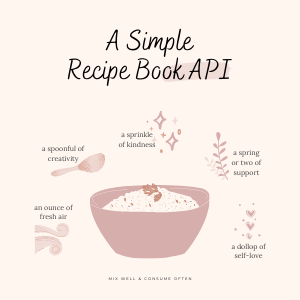 A Simple
Recipe Book API
a sprinkle
of kindness
a spoonful of
creativity
a spring
or two of
support
an ounce of
fresh air
a dollop of
self-love
MIX WELL & CONSUME OFTEN